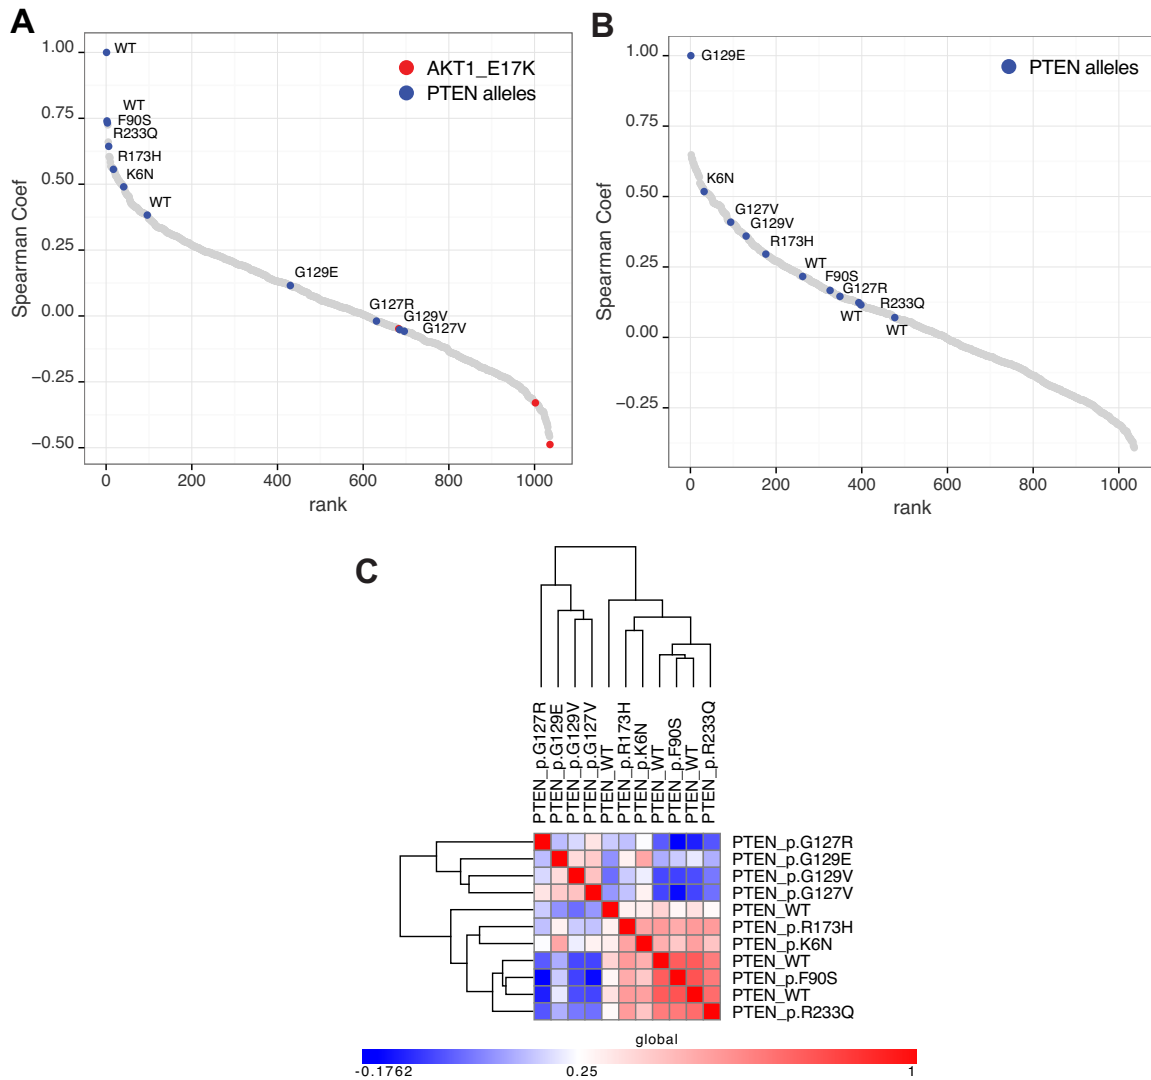 A
1.00
0.75
0.50
0.25
0.00
−0.25
−0.50
Spearman Coef
WT
WT
F90S
R233Q
R173H
K6N
WT
G129E
G127R
G129V
G127V
AKT1_E17K
PTEN alleles
0
200
400
600
800
1000
rank
B
1.00
0.75
0.50
0.25
0.00
−0.25
Spearman Coef
G129E
K6N
G127V
G129V
R173H
WT
F90S
G127R
WT
R233Q
WT
PTEN alleles
0
200
400
600
800
1000
rank
C
PTEN_p.G127R
PTEN_p.G129E
PTEN_p.G129V
PTEN_p.G127V
PTEN_WT
PTEN_p.R173H
PTEN_p.K6N
PTEN_WT
PTEN_p.F90S
PTEN_WT
PTEN_p.R233Q
PTEN_p.G127R
PTEN_p.G129E
PTEN_p.G129V
PTEN_p.G127V
PTEN_WT
PTEN_p.R173H
PTEN_p.K6N
PTEN_WT
PTEN_p.F90S
PTEN_WT
PTEN_p.R233Q
global
-0.1762
0.25
1